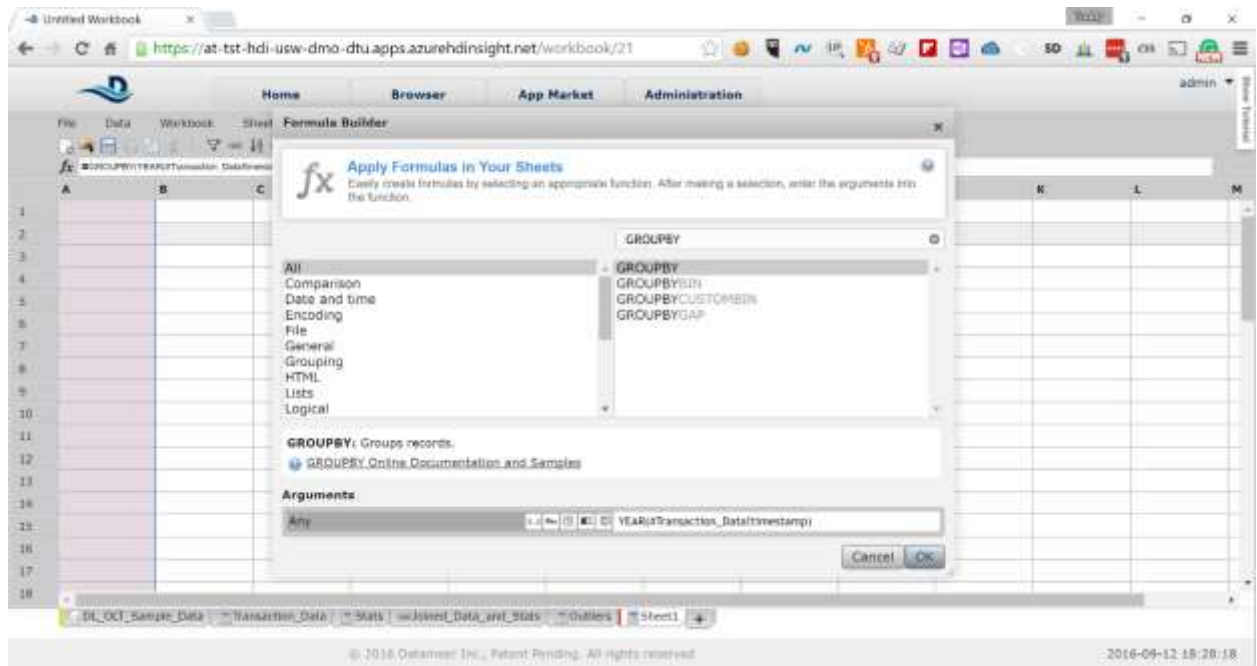 Untitled Workbook
https://at-tst-hdi-usw-dmo-dtu.apps.azurehdinsight.net/workbook/21
Home Browser App Market Administration
admin
File Data Workbook Sheet
Formula Builder
fx
Apply Formulas in Your Sheets
Easily create formulas by selecting an appropriate function. After making a selection, enter the arguments into
the function.
A B C K L M
GROUPBY
All
Comparison
Date and time
Encoding
File
General
Grouping
HTML
Lists
Logical
GROUPBY
GROUPBYBIN
GROUPBYCUSTOMBIN
GROUPBYGAP
GROUPBY: Groups records.
GROUPBY Online Documentation and Samples
Arguments
Any YEAR(#Transaction_Data!timestamp)
Cancel OK
1
2
3
4
5
6
7
8
9
10
11
12
13
14
15
16
17
18
DL_OCT_Sample_Data Transaction_Data Stats Joined_Data_and_Stats Outliers Sheet1 +
© 2016 Datameer Inc., Patent Pending. All rights reserved
2016-09-12 18:28:18